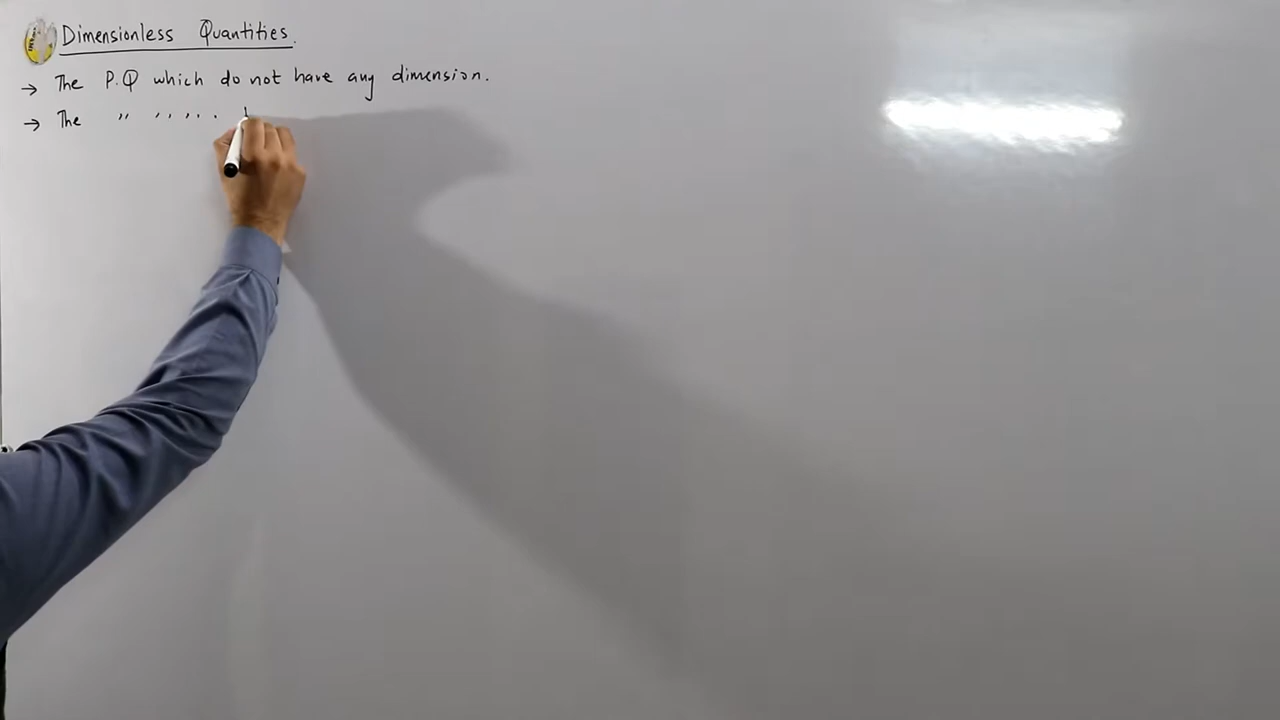 Dimensionless Quantities.
→ The P.Q which do not have any dimension.
→ The " " "